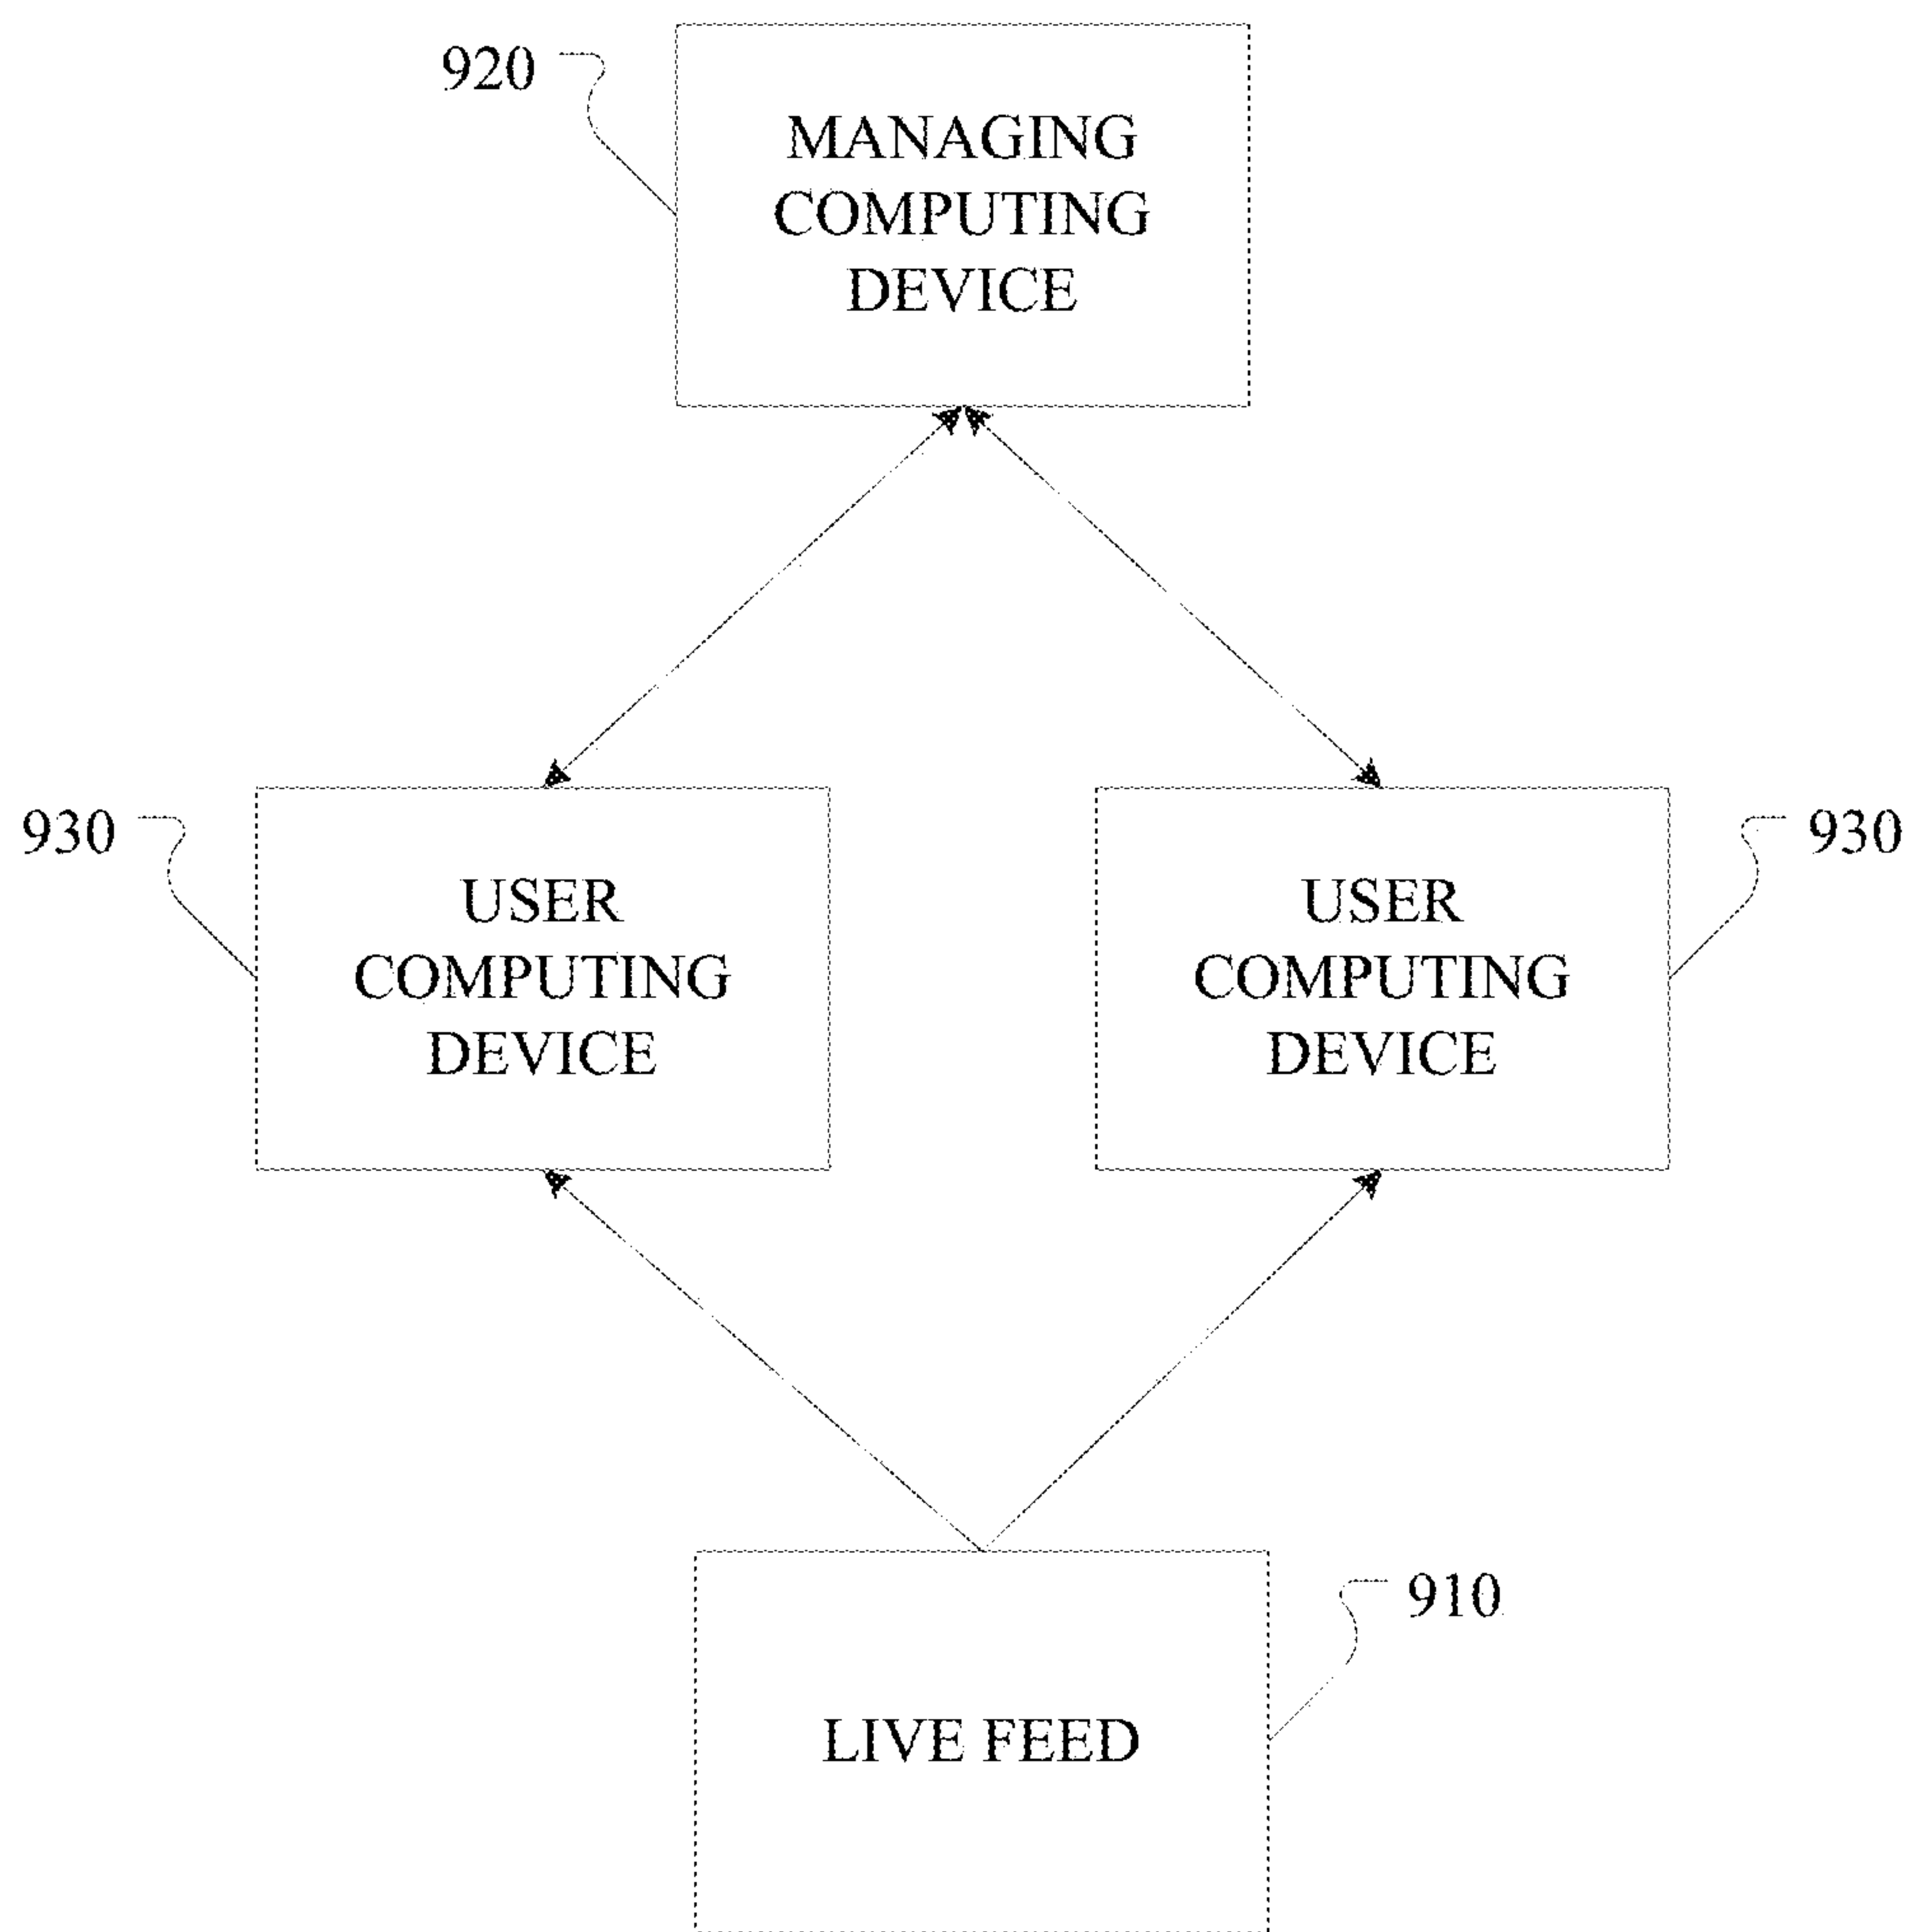 920
MANAGING
COMPUTING
DEVICE
930
USER
COMPUTING
DEVICE
USER
COMPUTING
DEVICE
930
LIVE FEED
910